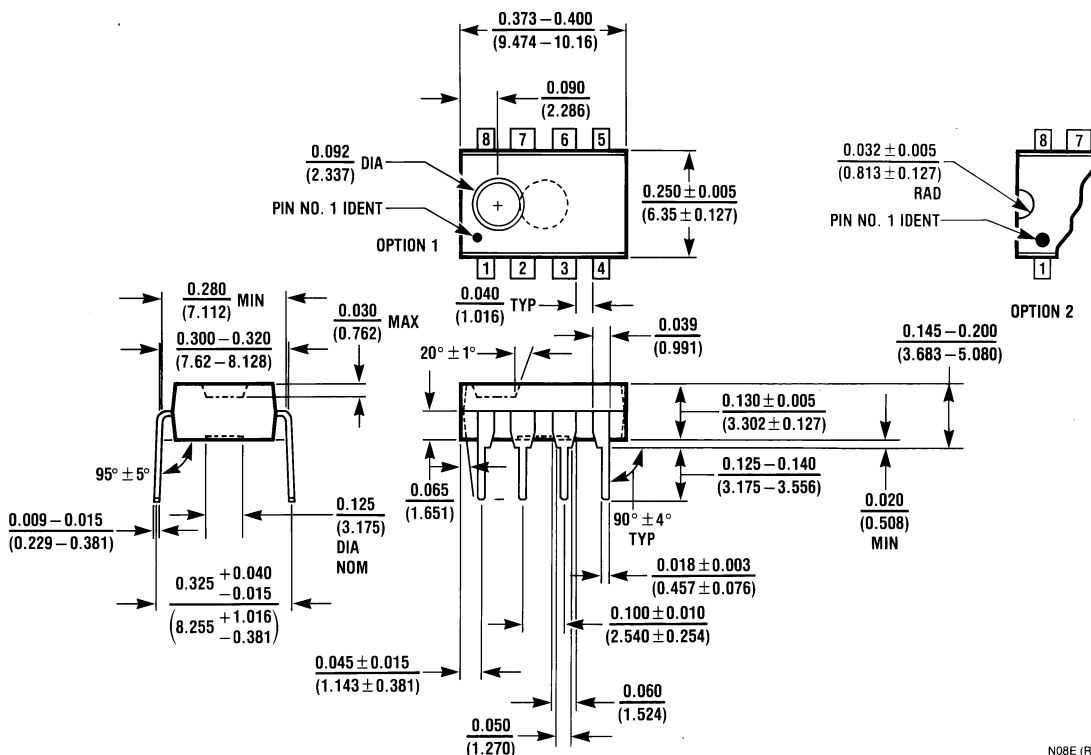 0.373 – 0.400
(9.474 – 10.16)
0.090
(2.286)
8 7 6 5
0.092 DIA
(2.337)
PIN NO. 1 IDENT
OPTION 1
0.250 ± 0.005
(6.35 ± 0.127)
1 2 3 4
0.032 ± 0.005
(0.813 ± 0.127)
RAD
PIN NO. 1 IDENT
8 7
1
OPTION 2
0.280 MIN
(7.112)
0.300 – 0.320
(7.62 – 8.128)
0.030 MAX
(0.762)
0.040 TYP
(1.016)
0.039
(0.991)
20° ± 1°
0.145 – 0.200
(3.683 – 5.080)
0.130 ± 0.005
(3.302 ± 0.127)
95° ± 5°
0.065
(1.651)
0.125 – 0.140
(3.175 – 3.556)
0.020
(0.508)
MIN
90° ± 4°
TYP
0.009 – 0.015
(0.229 – 0.381)
0.125
(3.175)
DIA
NOM
0.018 ± 0.003
(0.457 ± 0.076)
0.325 +0.040
−0.015
(8.255 +1.016
−0.381)
0.100 ± 0.010
(2.540 ± 0.254)
0.045 ± 0.015
(1.143 ± 0.381)
0.060
(1.524)
0.050
(1.270)
N08E (R